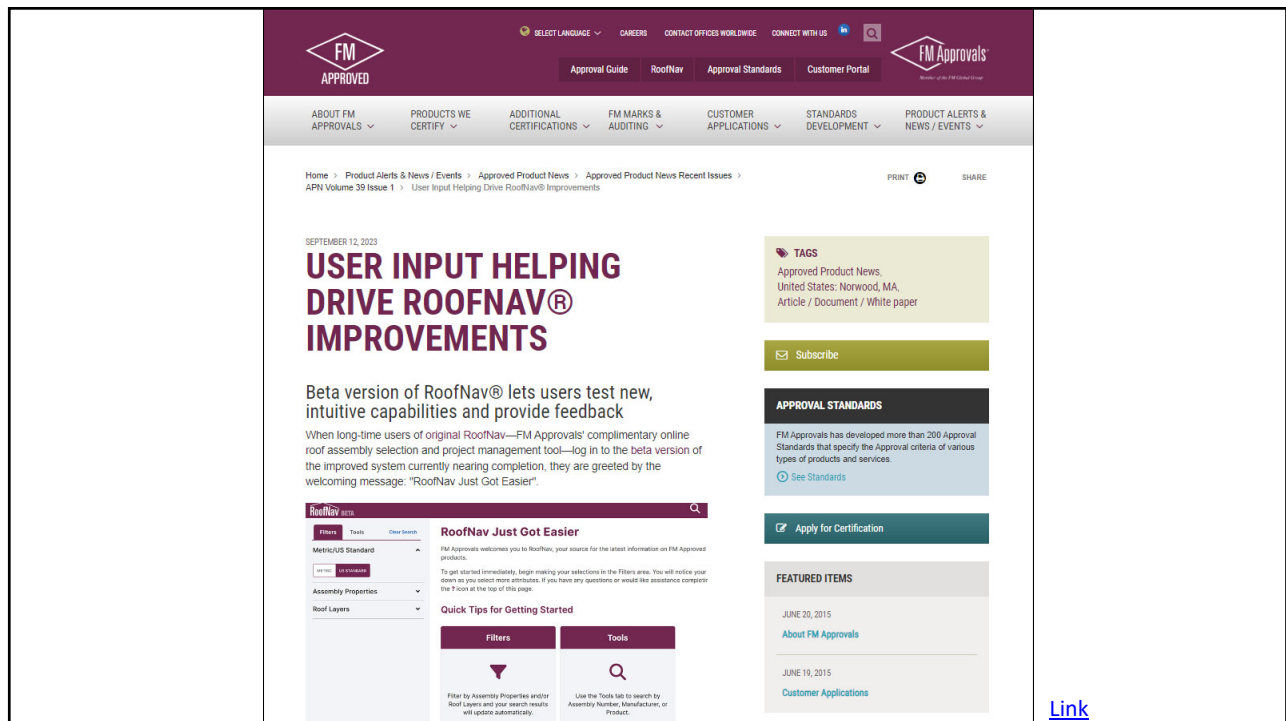 SELECT LANGUAGE
CAREERS
CONTACT OFFICES WORLDWIDE
CONNECT WITH US
in
FM
APPROVED
FM Approvals
Member of the FM Global Group
Approval Guide
RoofNav
Approval Standards
Customer Portal
ABOUT FM
APPROVALS
PRODUCTS WE
CERTIFY
ADDITIONAL
CERTIFICATIONS
FM MARKS &
AUDITING
CUSTOMER
APPLICATIONS
STANDARDS
DEVELOPMENT
PRODUCT ALERTS &
NEWS / EVENTS
Home > Product Alerts & News / Events > Approved Product News > Approved Product News Recent Issues >
APN Volume 39 Issue 1 > User Input Helping Drive RoofNav® Improvements
PRINT
SHARE
SEPTEMBER 12, 2023
USER INPUT HELPING
DRIVE ROOFNAV®
IMPROVEMENTS
Beta version of RoofNav® lets users test new,
intuitive capabilities and provide feedback
When long-time users of original RoofNav—FM Approvals' complimentary online
roof assembly selection and project management tool—log in to the beta version of
the improved system currently nearing completion, they are greeted by the
welcoming message: "RoofNav Just Got Easier".
RoofNav BETA
Filters
Tools
Clear Search
Metric/US Standard
METRIC
US STANDARD
Assembly Properties
Roof Layers
RoofNav Just Got Easier
FM Approvals welcomes you to RoofNav, your source for the latest information on FM Approved
products.
To get started immediately, begin making your selections in the Filters area. You will notice your
down as you select more attributes. If you have any questions or would like assistance completir
the ? icon at the top of this page.
Quick Tips for Getting Started
Filters
Filter by Assembly Properties and/or
Roof Layers and your search results
will update automatically.
Tools
Use the Tools tab to search by
Assembly Number, Manufacturer, or
Product.
TAGS
Approved Product News,
United States: Norwood, MA,
Article / Document / White paper
Subscribe
APPROVAL STANDARDS
FM Approvals has developed more than 200 Approval
Standards that specify the Approval criteria of various
types of products and services.
See Standards
Apply for Certification
FEATURED ITEMS
JUNE 20, 2015
About FM Approvals
JUNE 19, 2015
Customer Applications
Link